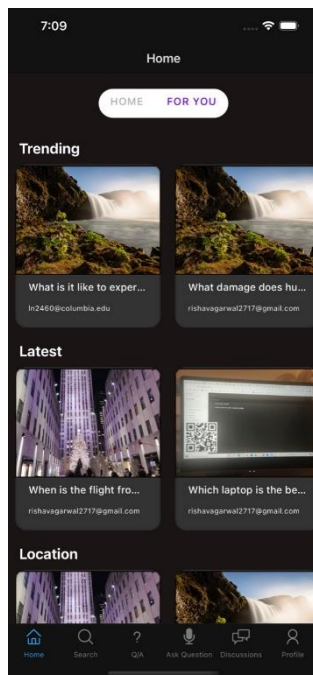 7:09
Home
HOME FOR YOU
Trending
What is it like to exper... What damage does hu...
ln2460@columbia.edu rishavagarwal2717@gmail.com
Latest
When is the flight fro... Which laptop is the be...
rishavagarwal2717@gmail.com rishavagarwal2717@gmail.com
Location
Home Search Q/A Ask Question Discussions Profile